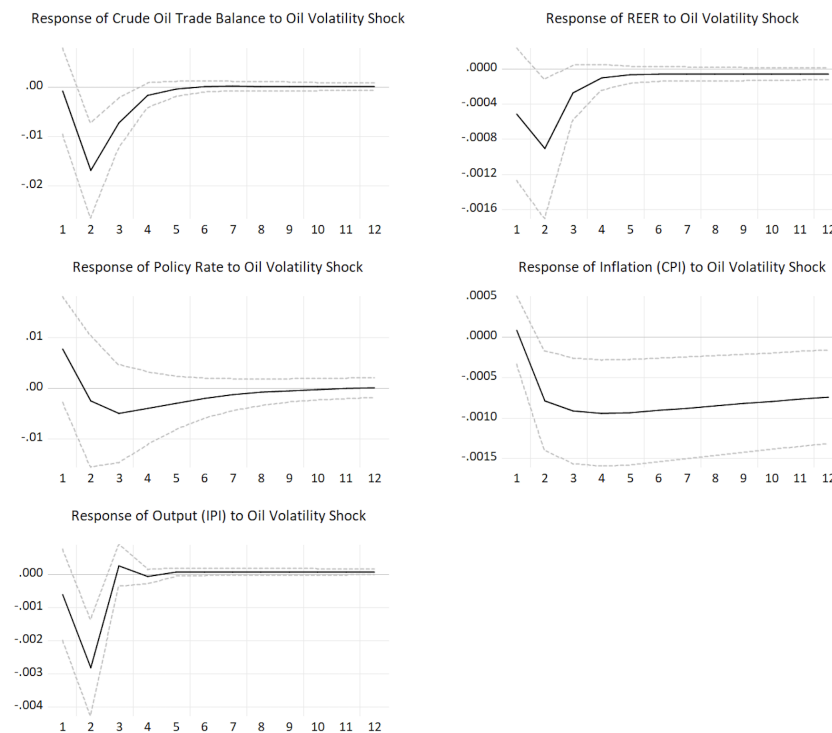 Response of Crude Oil Trade Balance to Oil Volatility Shock
.00
-.01
-.02
1 2 3 4 5 6 7 8 9 10 11 12
Response of REER to Oil Volatility Shock
.0000
-.0004
-.0008
-.0012
-.0016
1 2 3 4 5 6 7 8 9 10 11 12
Response of Policy Rate to Oil Volatility Shock
.01
.00
-.01
1 2 3 4 5 6 7 8 9 10 11 12
Response of Inflation (CPI) to Oil Volatility Shock
.0005
.0000
-.0005
-.0010
-.0015
1 2 3 4 5 6 7 8 9 10 11 12
Response of Output (IPI) to Oil Volatility Shock
.000
-.001
-.002
-.003
-.004
1 2 3 4 5 6 7 8 9 10 11 12